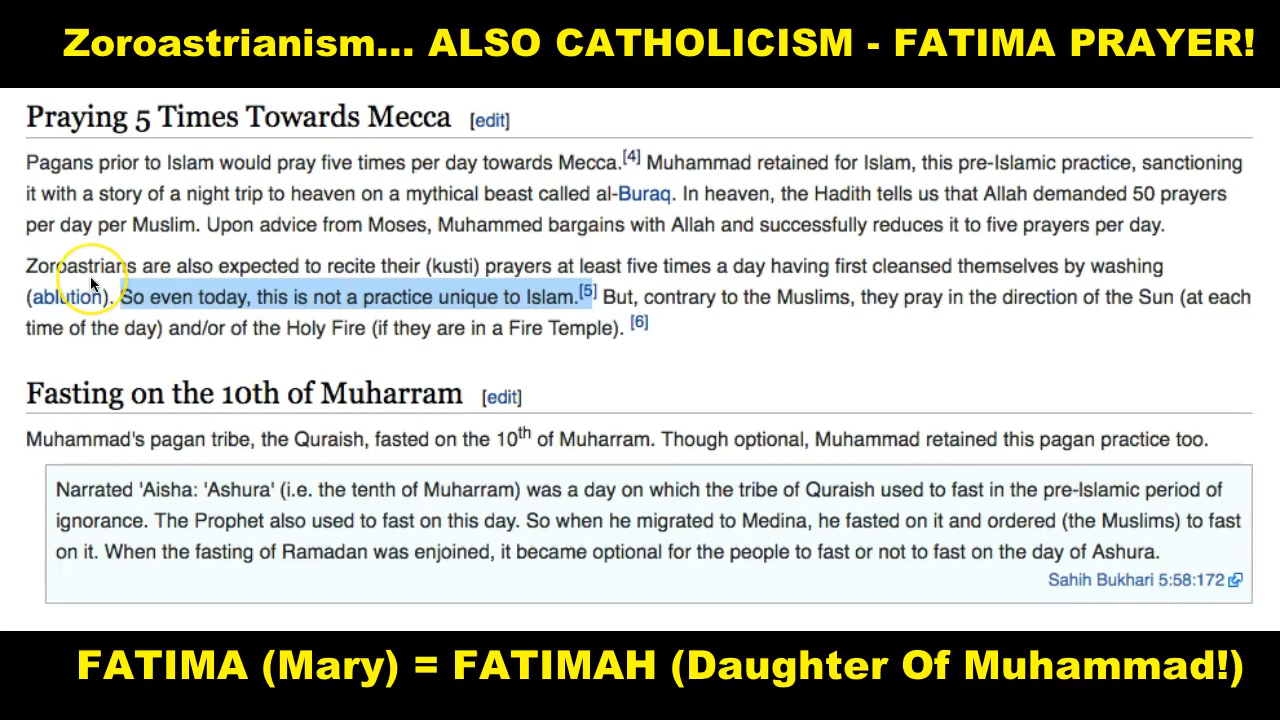 Zoroastrianism... ALSO CATHOLICISM - FATIMA PRAYER!
Praying 5 Times Towards Mecca [edit]
Pagans prior to Islam would pray five times per day towards Mecca.[4] Muhammad retained for Islam, this pre-Islamic practice, sanctioning
it with a story of a night trip to heaven on a mythical beast called al-Buraq. In heaven, the Hadith tells us that Allah demanded 50 prayers
per day per Muslim. Upon advice from Moses, Muhammed bargains with Allah and successfully reduces it to five prayers per day.
Zoroastrians are also expected to recite their (kusti) prayers at least five times a day having first cleansed themselves by washing
(ablution). So even today, this is not a practice unique to Islam.[5] But, contrary to the Muslims, they pray in the direction of the Sun (at each
time of the day) and/or of the Holy Fire (if they are in a Fire Temple). [6]
Fasting on the 10th of Muharram [edit]
Muhammad's pagan tribe, the Quraish, fasted on the 10th of Muharram. Though optional, Muhammad retained this pagan practice too.
Narrated 'Aisha: 'Ashura' (i.e. the tenth of Muharram) was a day on which the tribe of Quraish used to fast in the pre-Islamic period of
ignorance. The Prophet also used to fast on this day. So when he migrated to Medina, he fasted on it and ordered (the Muslims) to fast
on it. When the fasting of Ramadan was enjoined, it became optional for the people to fast or not to fast on the day of Ashura.
Sahih Bukhari 5:58:172
FATIMA (Mary) = FATIMAH (Daughter Of Muhammad!)